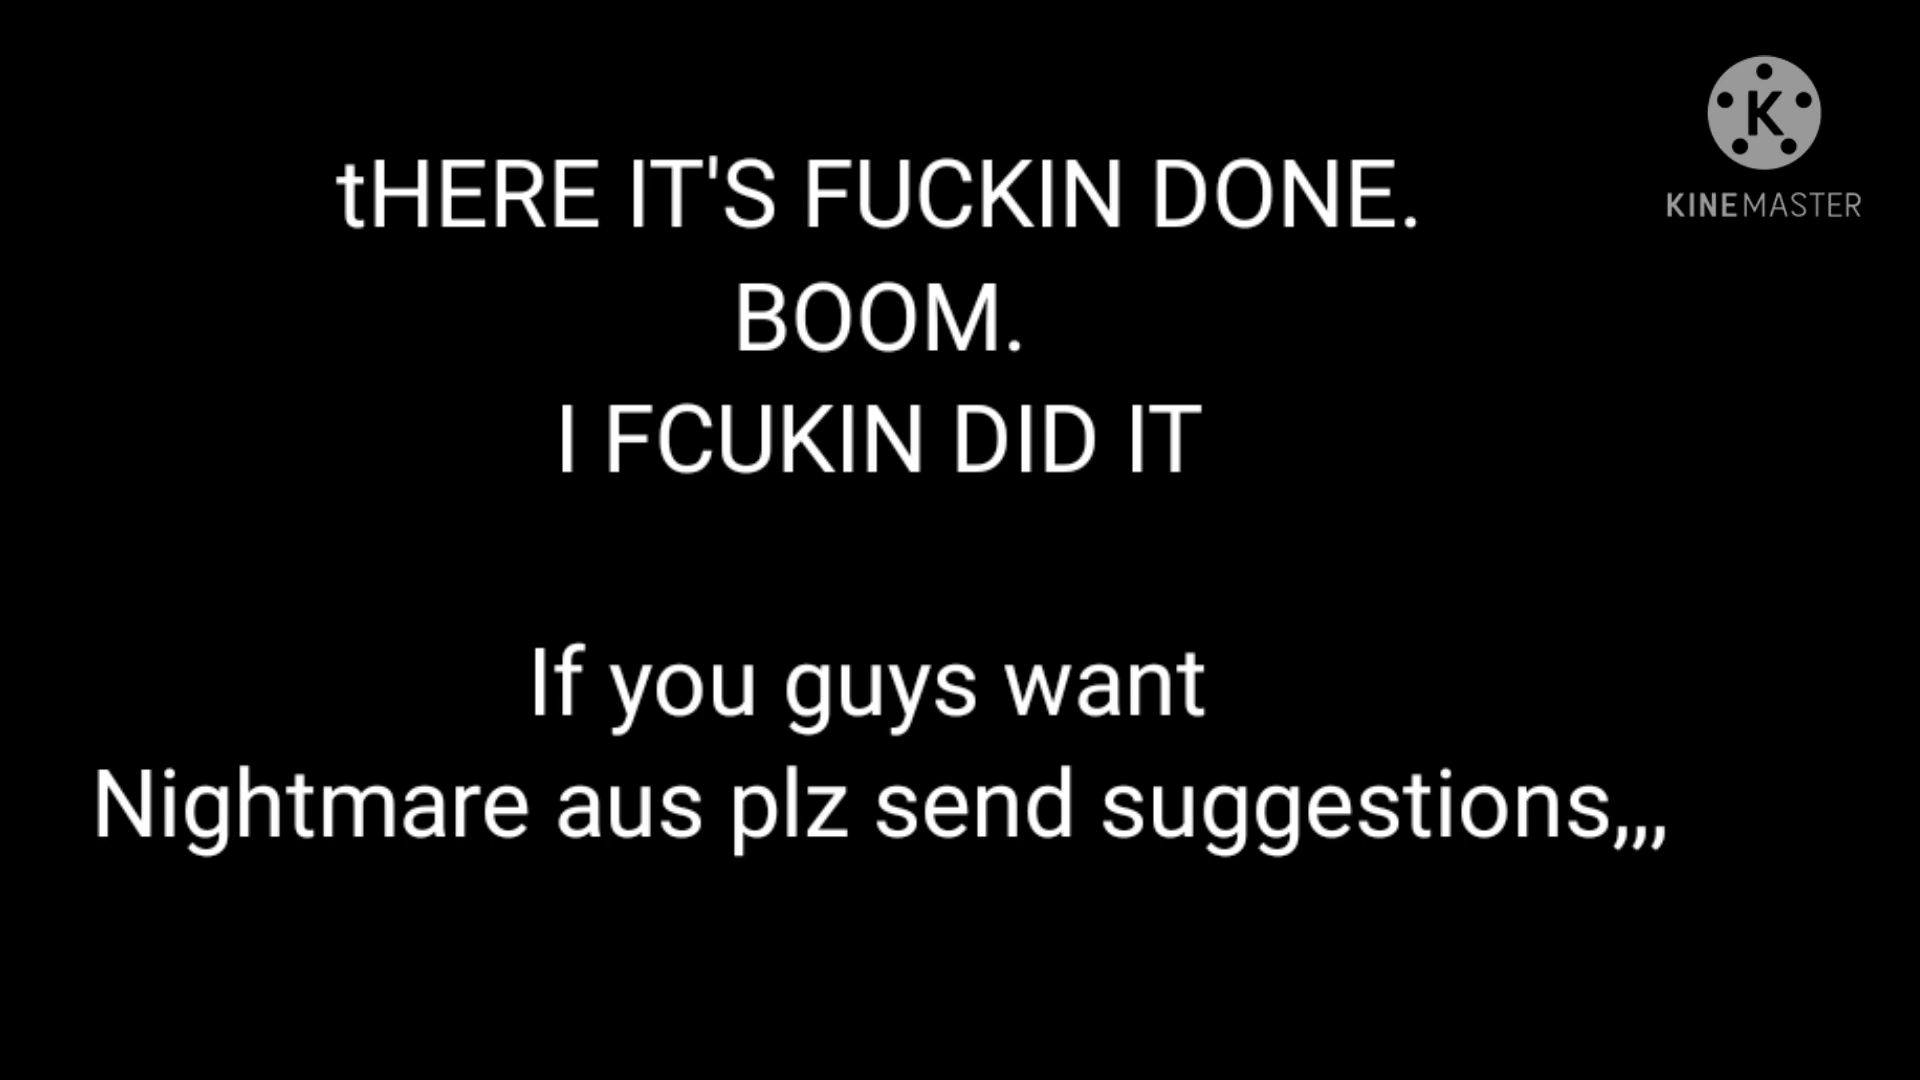 tHERE IT'S FUCKIN DONE.
BOOM.
I FCUKIN DID IT
If you guys want
Nightmare aus plz send suggestions,,,
K
KINEMASTER